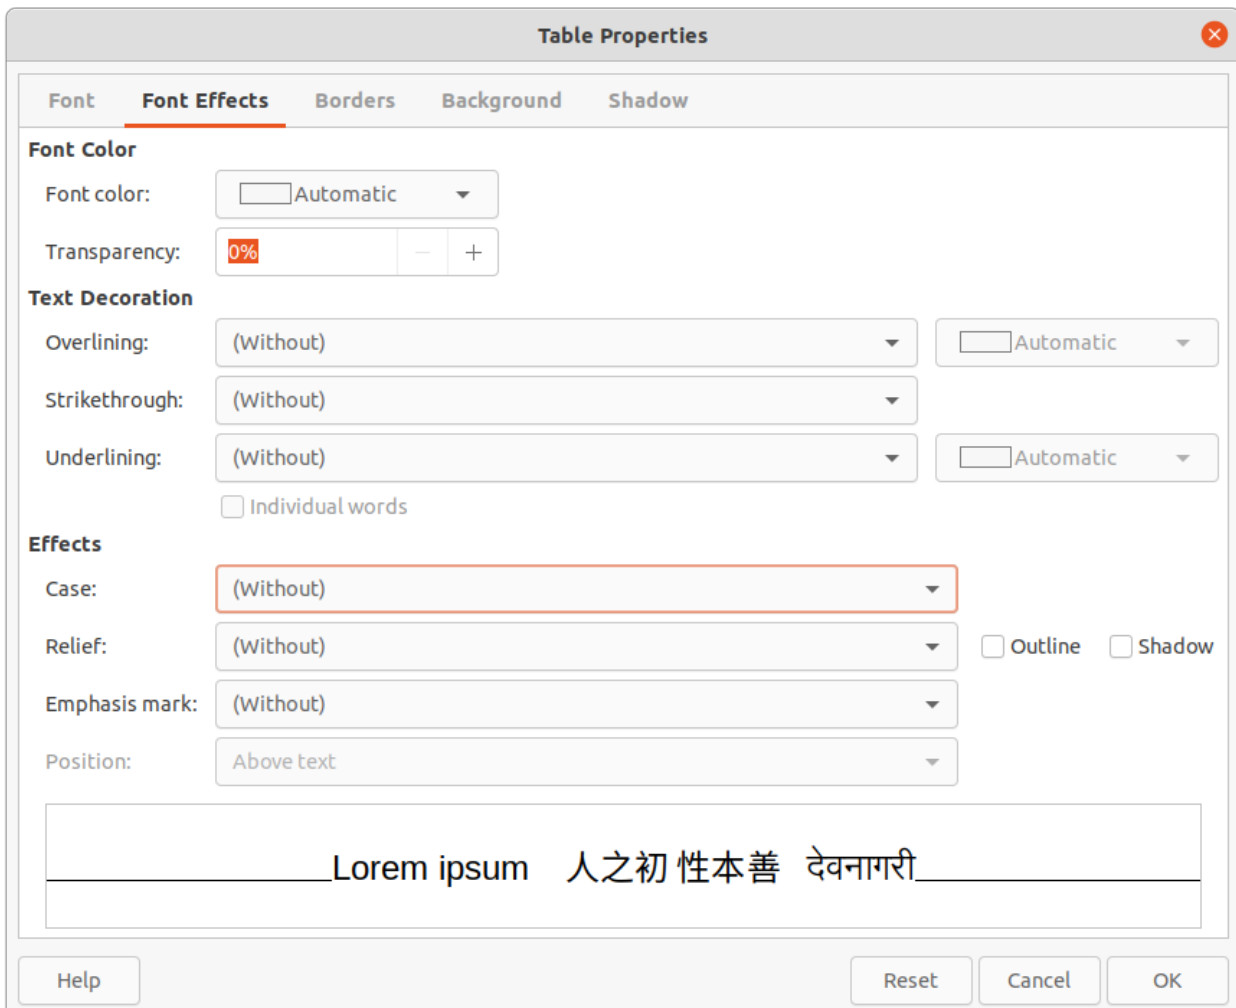 Table Properties
Font Font Effects Borders Background Shadow
Font Color
Font color: Automatic
Transparency: 0%
Text Decoration
Overlining: (Without) Automatic
Strikethrough: (Without)
Underlining: (Without) Automatic
Individual words
Effects
Case: (Without)
Relief: (Without) Outline Shadow
Emphasis mark: (Without)
Position: Above text
Lorem ipsum 人之初 性本善 देवनागरी
Help Reset Cancel OK